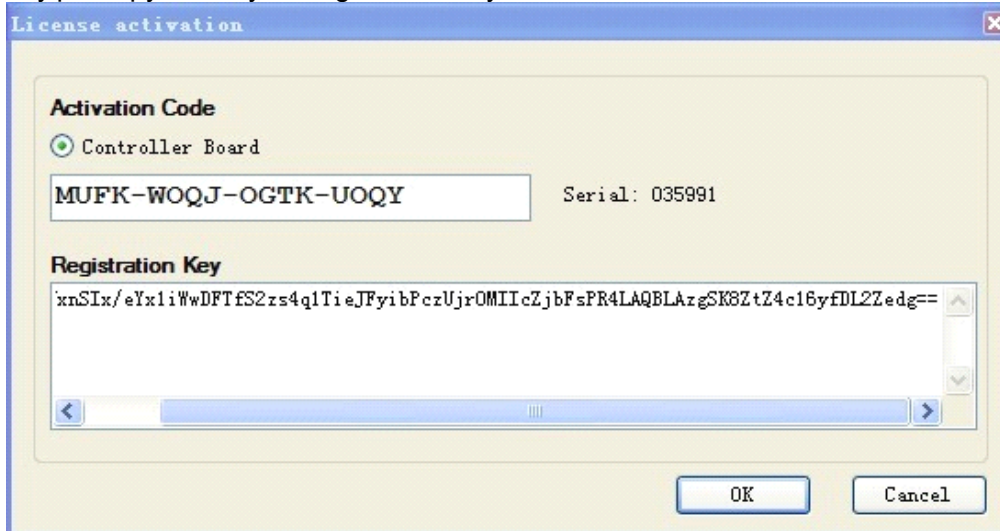 License activation
Activation Code
Controller Board
MUFK-WOQJ-OGTK-UOQY
Serial: 035991
Registration Key
xnSIx/eYx1iWwDFTfS2zs4q1TieJFyibPczUjrOMIIcZjbFsPR4LAQBLAzgSK8ZtZ4c16yfDL2Zedg==
OK
Cancel